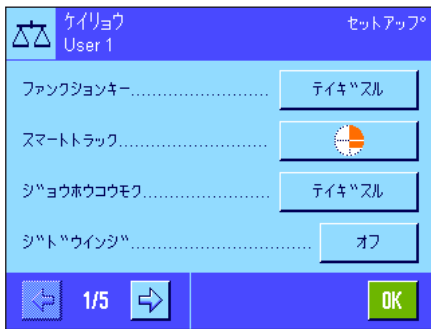 ケイリョウ
User 1
セットアップ
ファンクションキー........................ テイギスル
スマートトラック........................
ジョウホウコウモク........................ テイギスル
ジドウインジ................................ オフ
1/5
OK